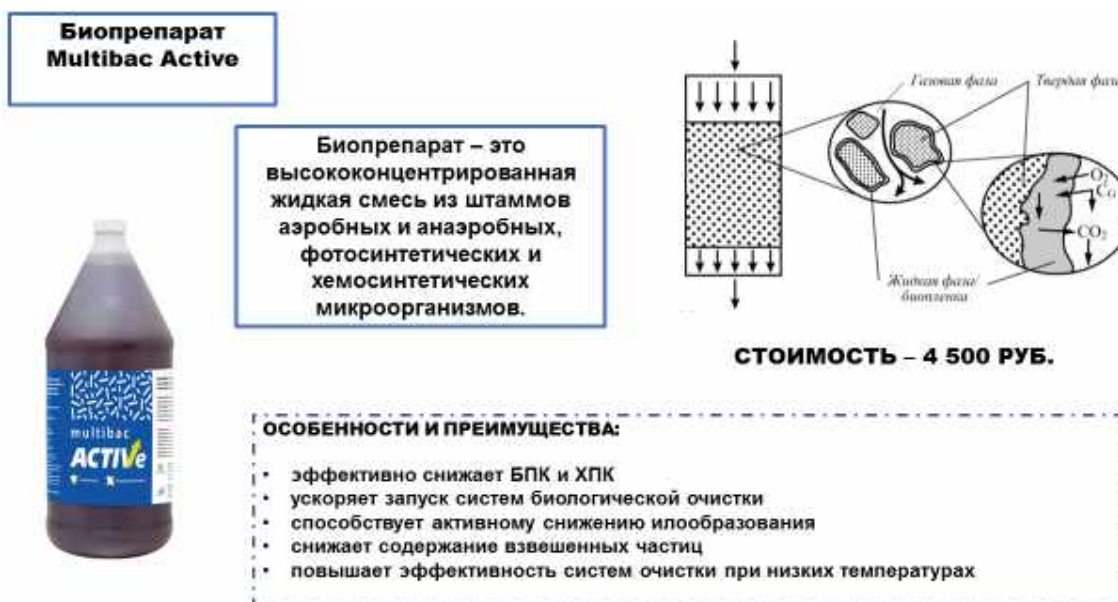 Биопрепарат
Multibac Active
Биопрепарат – это
высококонцентрированная
жидкая смесь из штаммов
аэробных и анаэробных,
фотосинтетических и
хемосинтетических
микроорганизмов.
Газовая фаза
Твердая фаза
O₂
CO₂
Жидкая фаза/
биопленка
СТОИМОСТЬ – 4 500 РУБ.
multibac
ACTIVe
ОСОБЕННОСТИ И ПРЕИМУЩЕСТВА:
• эффективно снижает БПК и ХПК
• ускоряет запуск систем биологической очистки
• способствует активному снижению илообразования
• снижает содержание взвешенных частиц
• повышает эффективность систем очистки при низких температурах